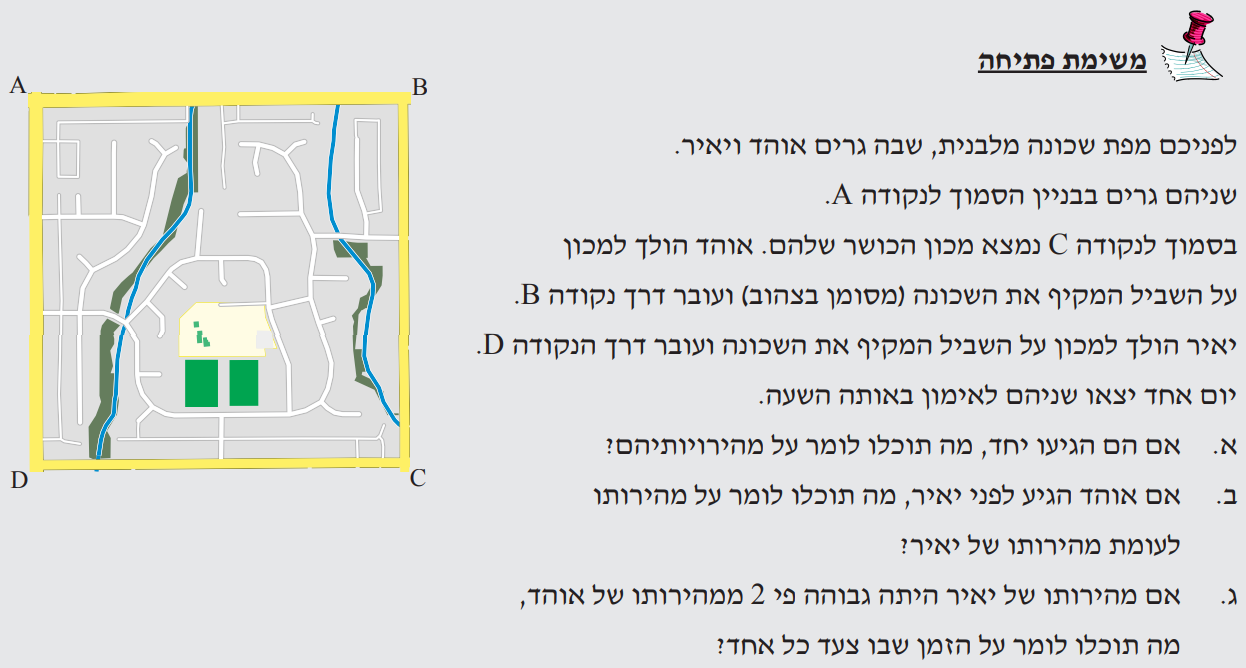 משימת פתיחה
A
B
D
C
לפניכם מפת שכונה מלבנית, שבה גרים אוהד ויאיר.
שניהם גרים בבניין הסמוך לנקודה A.
בסמוך לנקודה C נמצא מכון הכושר שלהם. אוהד הולך למכון
על השביל המקיף את השכונה (מסומן בצהוב) ועובר דרך נקודה B.
יאיר הולך למכון על השביל המקיף את השכונה ועובר דרך הנקודה D.
יום אחד יצאו שניהם לאימון באותה השעה.
א. אם הם הגיעו יחד, מה תוכלו לומר על מהירויותיהם?
ב. אם אוהד הגיע לפני יאיר, מה תוכלו לומר על מהירותו
לעומת מהירותו של יאיר?
ג. אם מהירותו של יאיר היתה גבוהה פי 2 ממהירותו של אוהד,
מה תוכלו לומר על הזמן שבו צעד כל אחד?